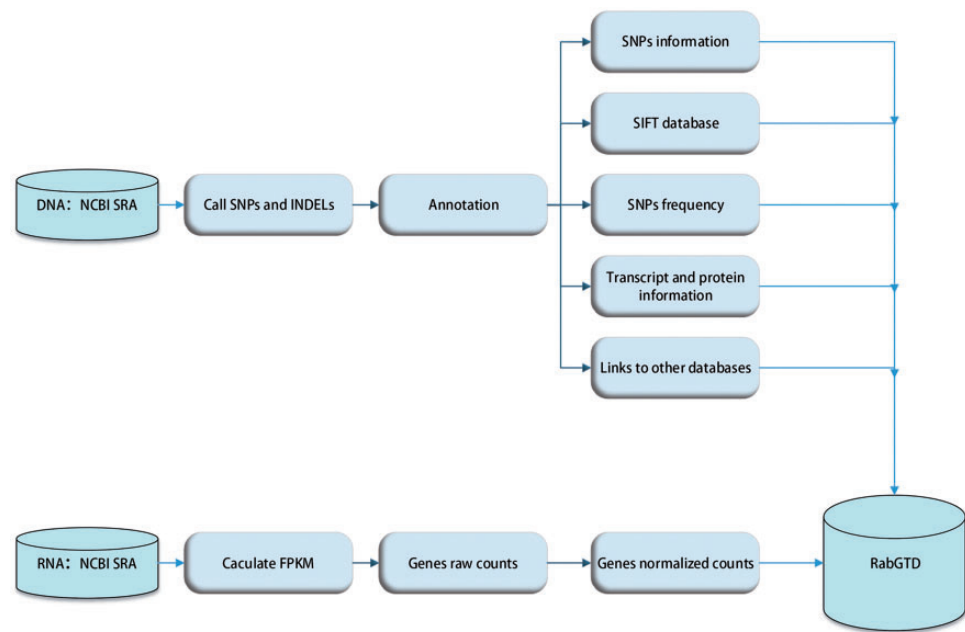 SNPs information
SIFT database
DNA： NCBI SRA
Call SNPs and INDELs
Annotation
SNPs frequency
Transcript and protein
information
Links to other databases
RNA： NCBI SRA
Caculate FPKM
Genes raw counts
Genes normalized counts
RabGTD